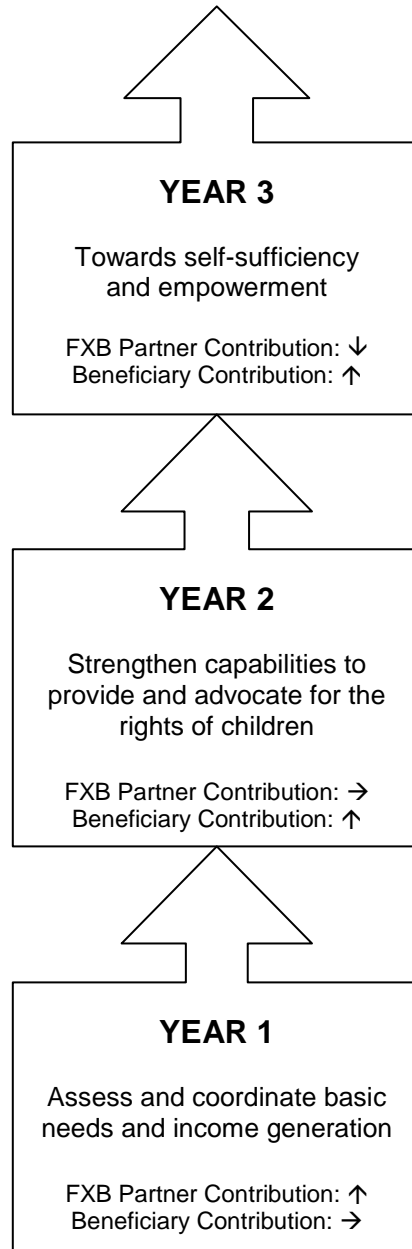 YEAR 3
Towards self-sufficiency
and empowerment
FXB Partner Contribution: ↓
Beneficiary Contribution: ↑
YEAR 2
Strengthen capabilities to
provide and advocate for the
rights of children
FXB Partner Contribution: →
Beneficiary Contribution: ↑
YEAR 1
Assess and coordinate basic
needs and income generation
FXB Partner Contribution: ↑
Beneficiary Contribution: →